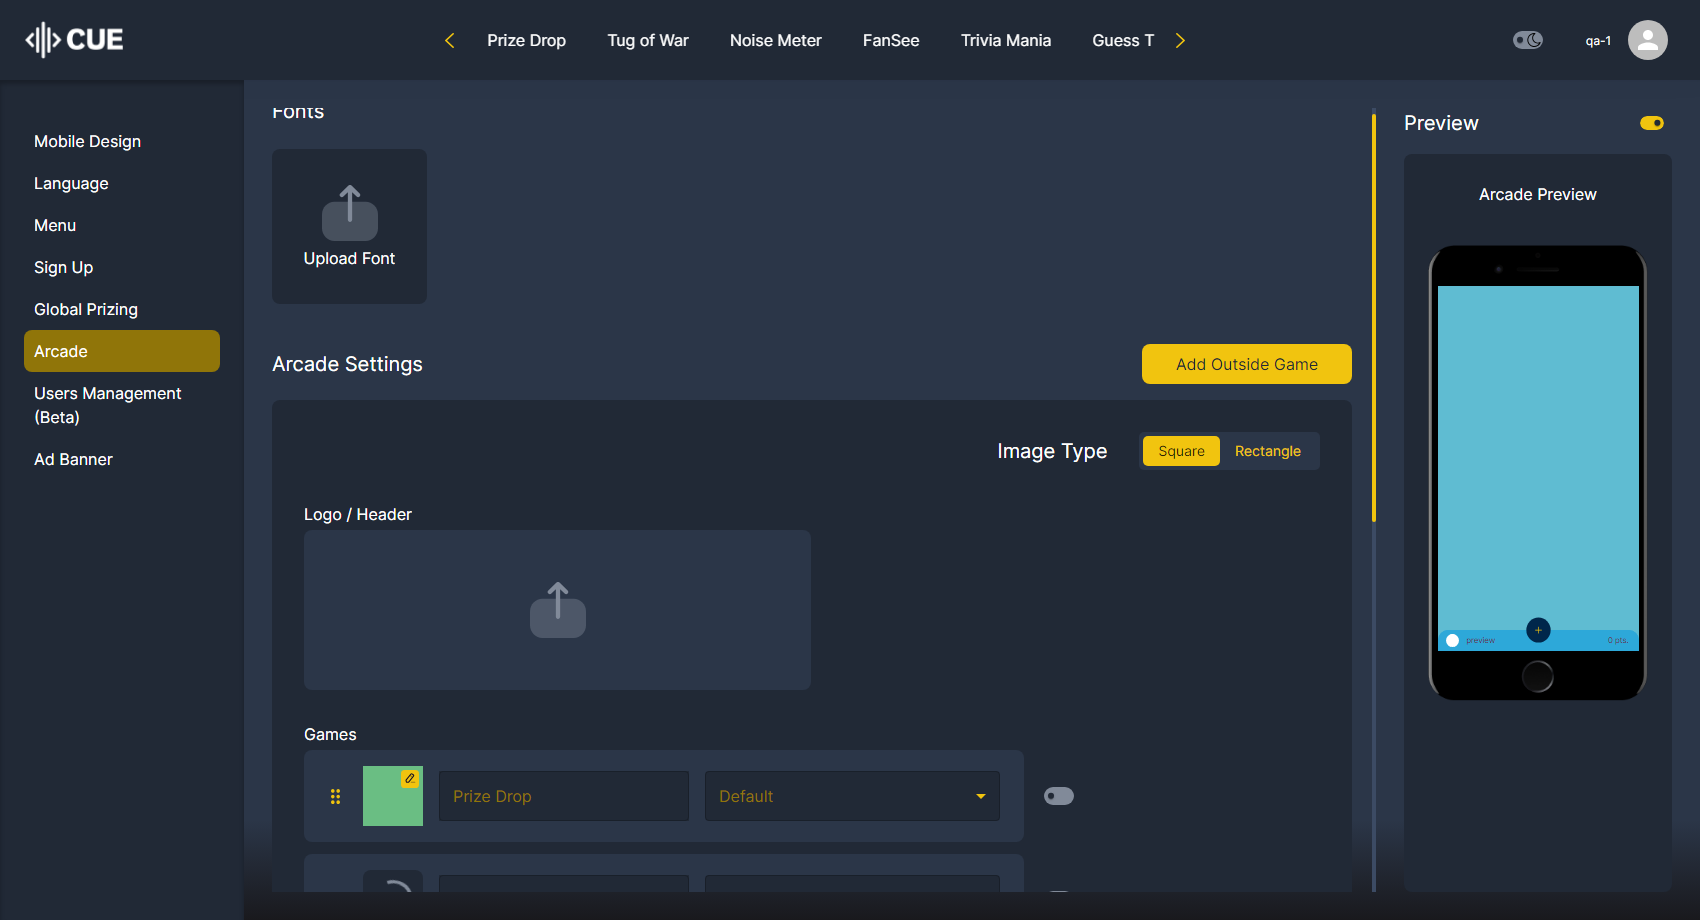 CUE
Prize Drop
Tug of War
Noise Meter
FanSee
Trivia Mania
Guess T
qa-1
Mobile Design
Language
Menu
Sign Up
Global Prizing
Arcade
Users Management
(Beta)
Ad Banner
Fonts
Upload Font
Arcade Settings
Add Outside Game
Image Type
Square
Rectangle
Logo / Header
Games
Prize Drop
Default
Preview
Arcade Preview
preview
0 pts.